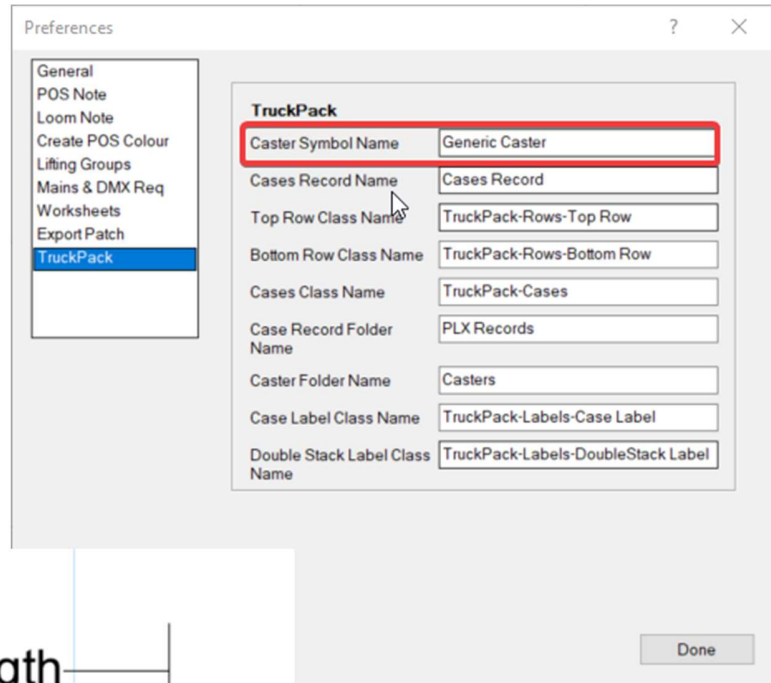 Preferences
?
General
POS Note
Loom Note
Create POS Colour
Lifting Groups
Mains & DMX Req
Worksheets
Export Patch
TruckPack
TruckPack
Caster Symbol Name Generic Caster
Cases Record Name Cases Record
Top Row Class Name TruckPack-Rows-Top Row
Bottom Row Class Name TruckPack-Rows-Bottom Row
Cases Class Name TruckPack-Cases
Case Record Folder
Name
PLX Records
Caster Folder Name Casters
Case Label Class Name TruckPack-Labels-Case Label
Double Stack Label Class
Name
TruckPack-Labels-DoubleStack Label
Done